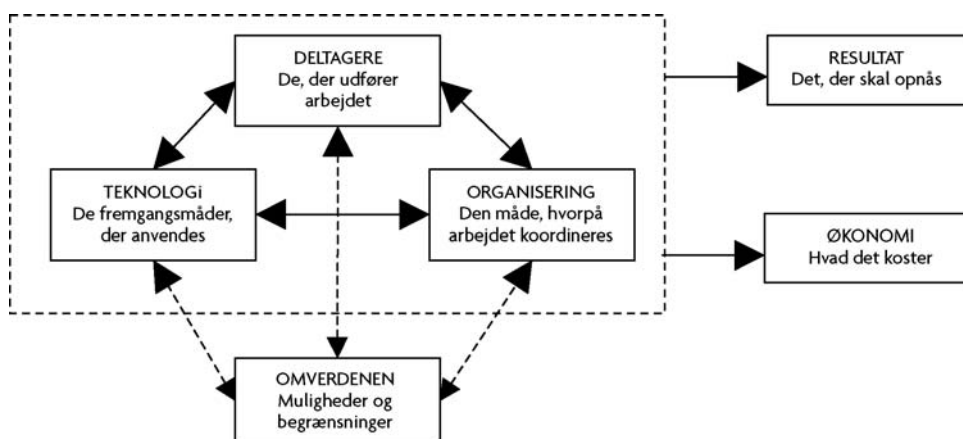 DELTAGERE
De, der udfører
arbejdet
RESULTAT
Det, der skal opnås
TEKNOLOGi
De fremgangsmåder,
der anvendes
ORGANISERING
Den måde, hvorpå
arbejdet koordineres
ØKONOMI
Hvad det koster
OMVERDENEN
Muligheder og
begrænsninger